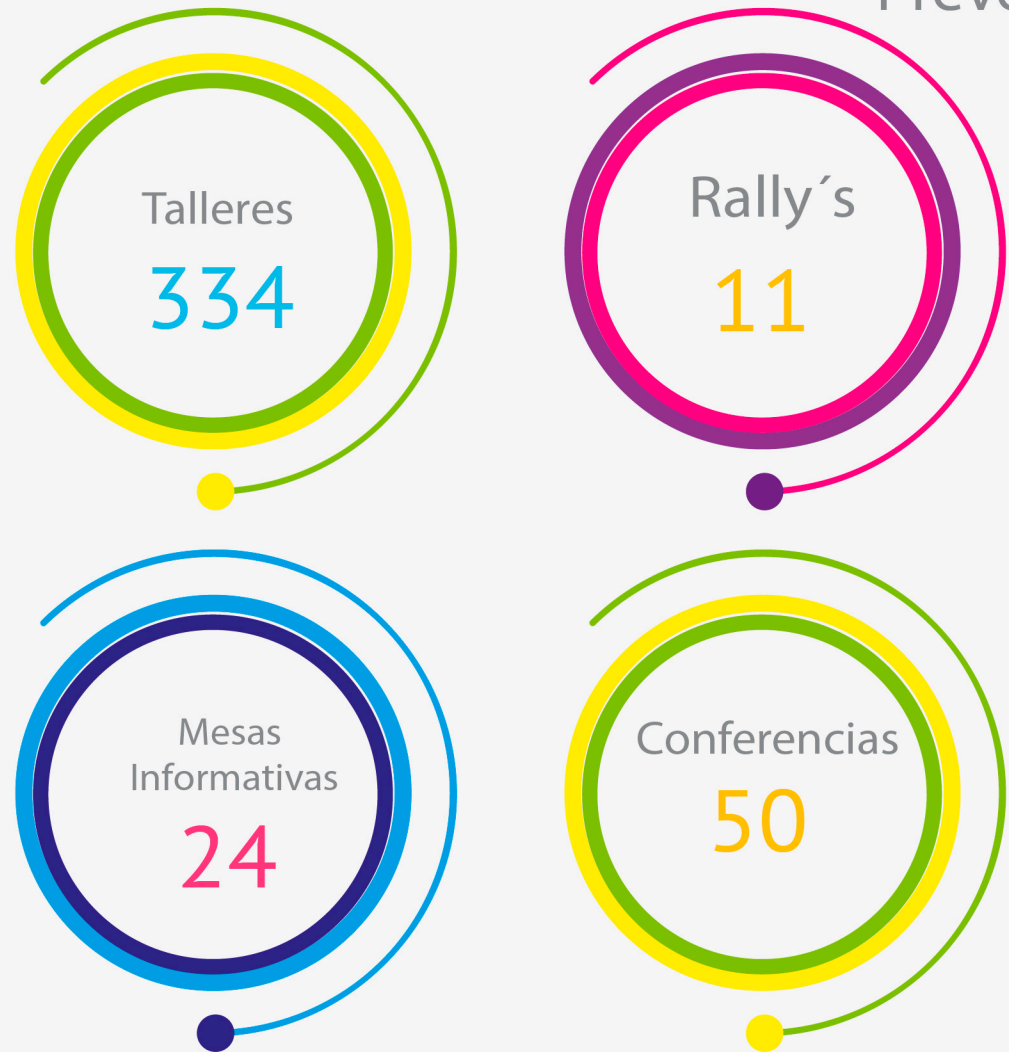 Talleres
334
Rally´s
11
Mesas
Informativas
24
Conferencias
50